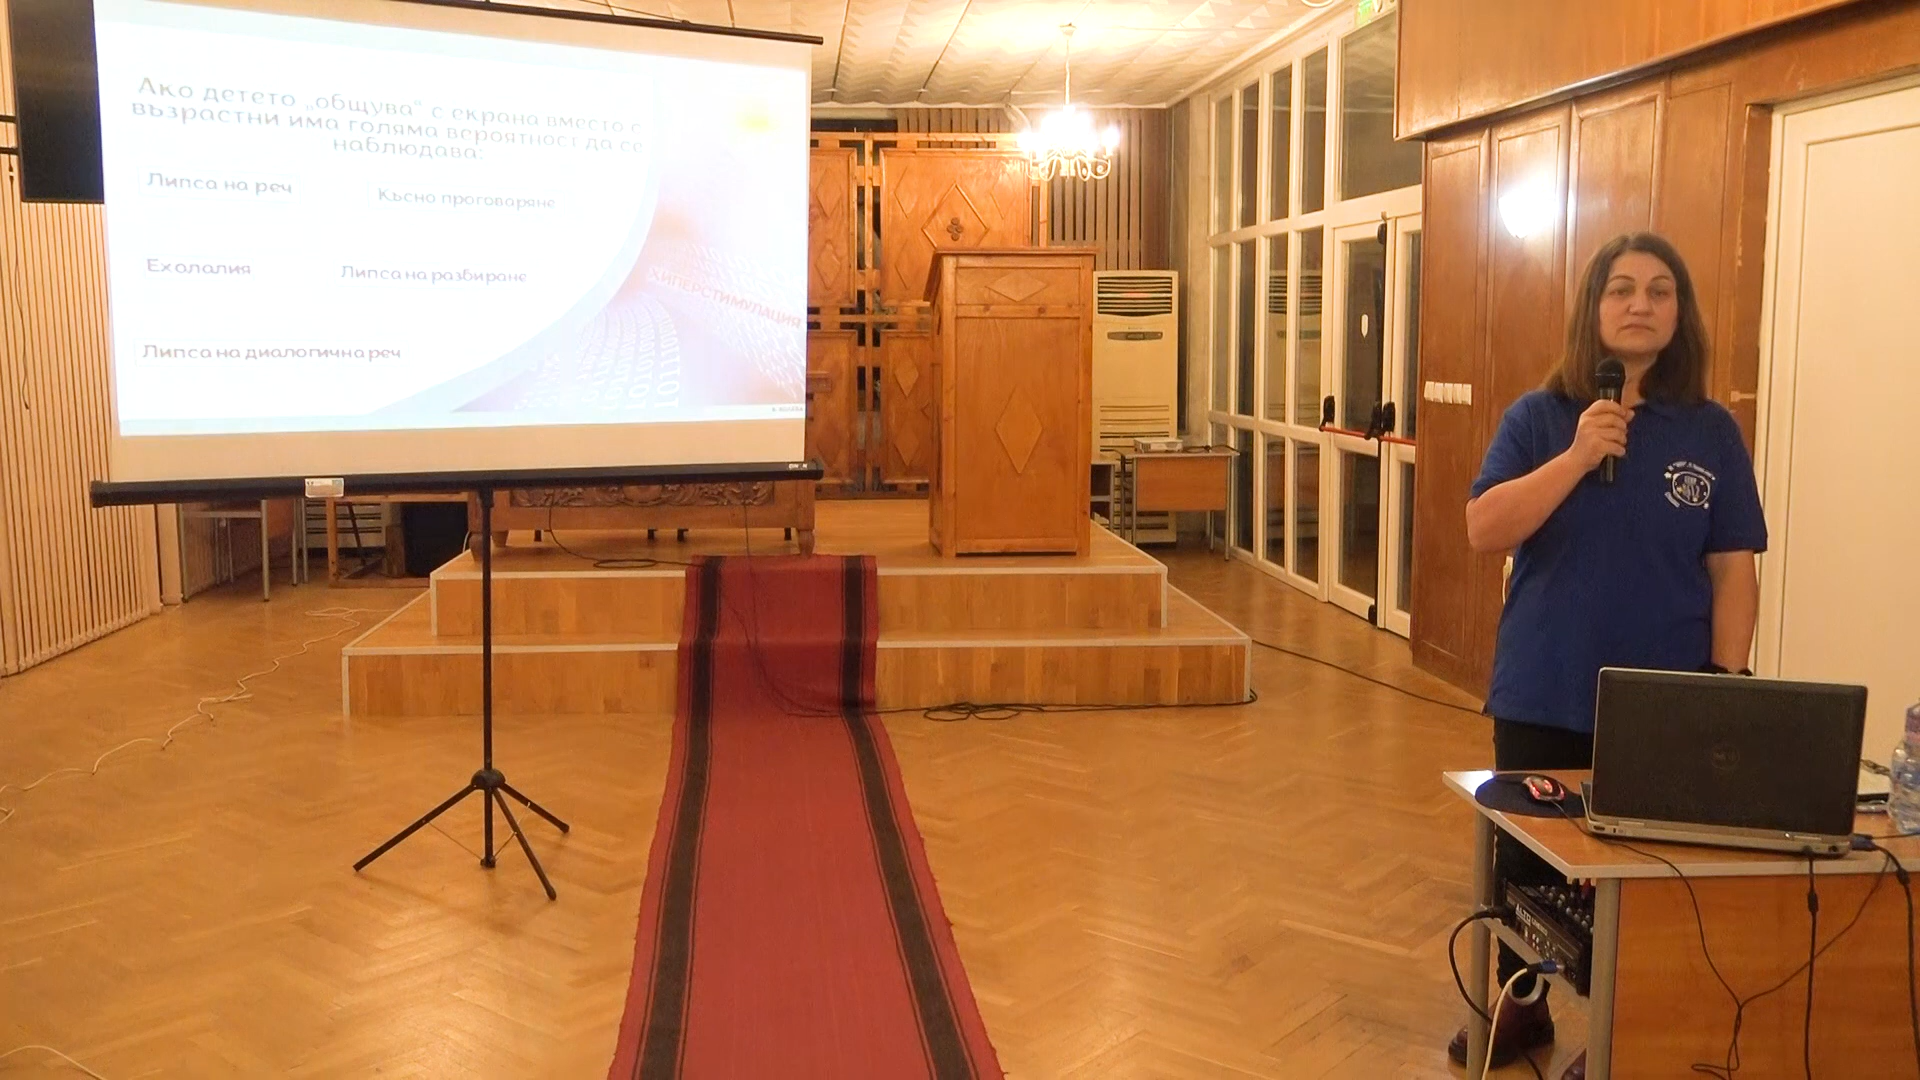 Ако детето „общува“ с екрана вместо с
възрастни има голяма вероятност да се
наблюдава:
Липса на реч
Късно проговаряне
Ехолалия
Липса на разбиране
Липса на диалогична реч
ХИПЕРСТИМУЛАЦИЯ
ALTO